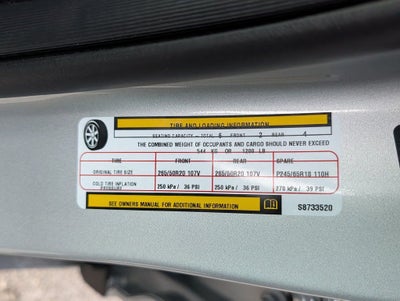 TIRE AND LOADING INFORMATION
SEATING CAPACITY - TOTAL 6 FRONT 2 REAR 4
THE COMBINED WEIGHT OF OCCUPANTS AND CARGO SHOULD NEVER EXCEED
544 KG OR 1200 LB
TIRE FRONT REAR SPARE
ORIGINAL TIRE SIZE 265/50R20 107V 265/50R20 107V P245/65R18 110H
COLD TIRE INFLATION PRESSURE 250 kPa / 36 PSI 250 kPa / 36 PSI 270 kPa / 39 PSI
SEE OWNERS MANUAL FOR ADDITIONAL INFORMATION S8733520